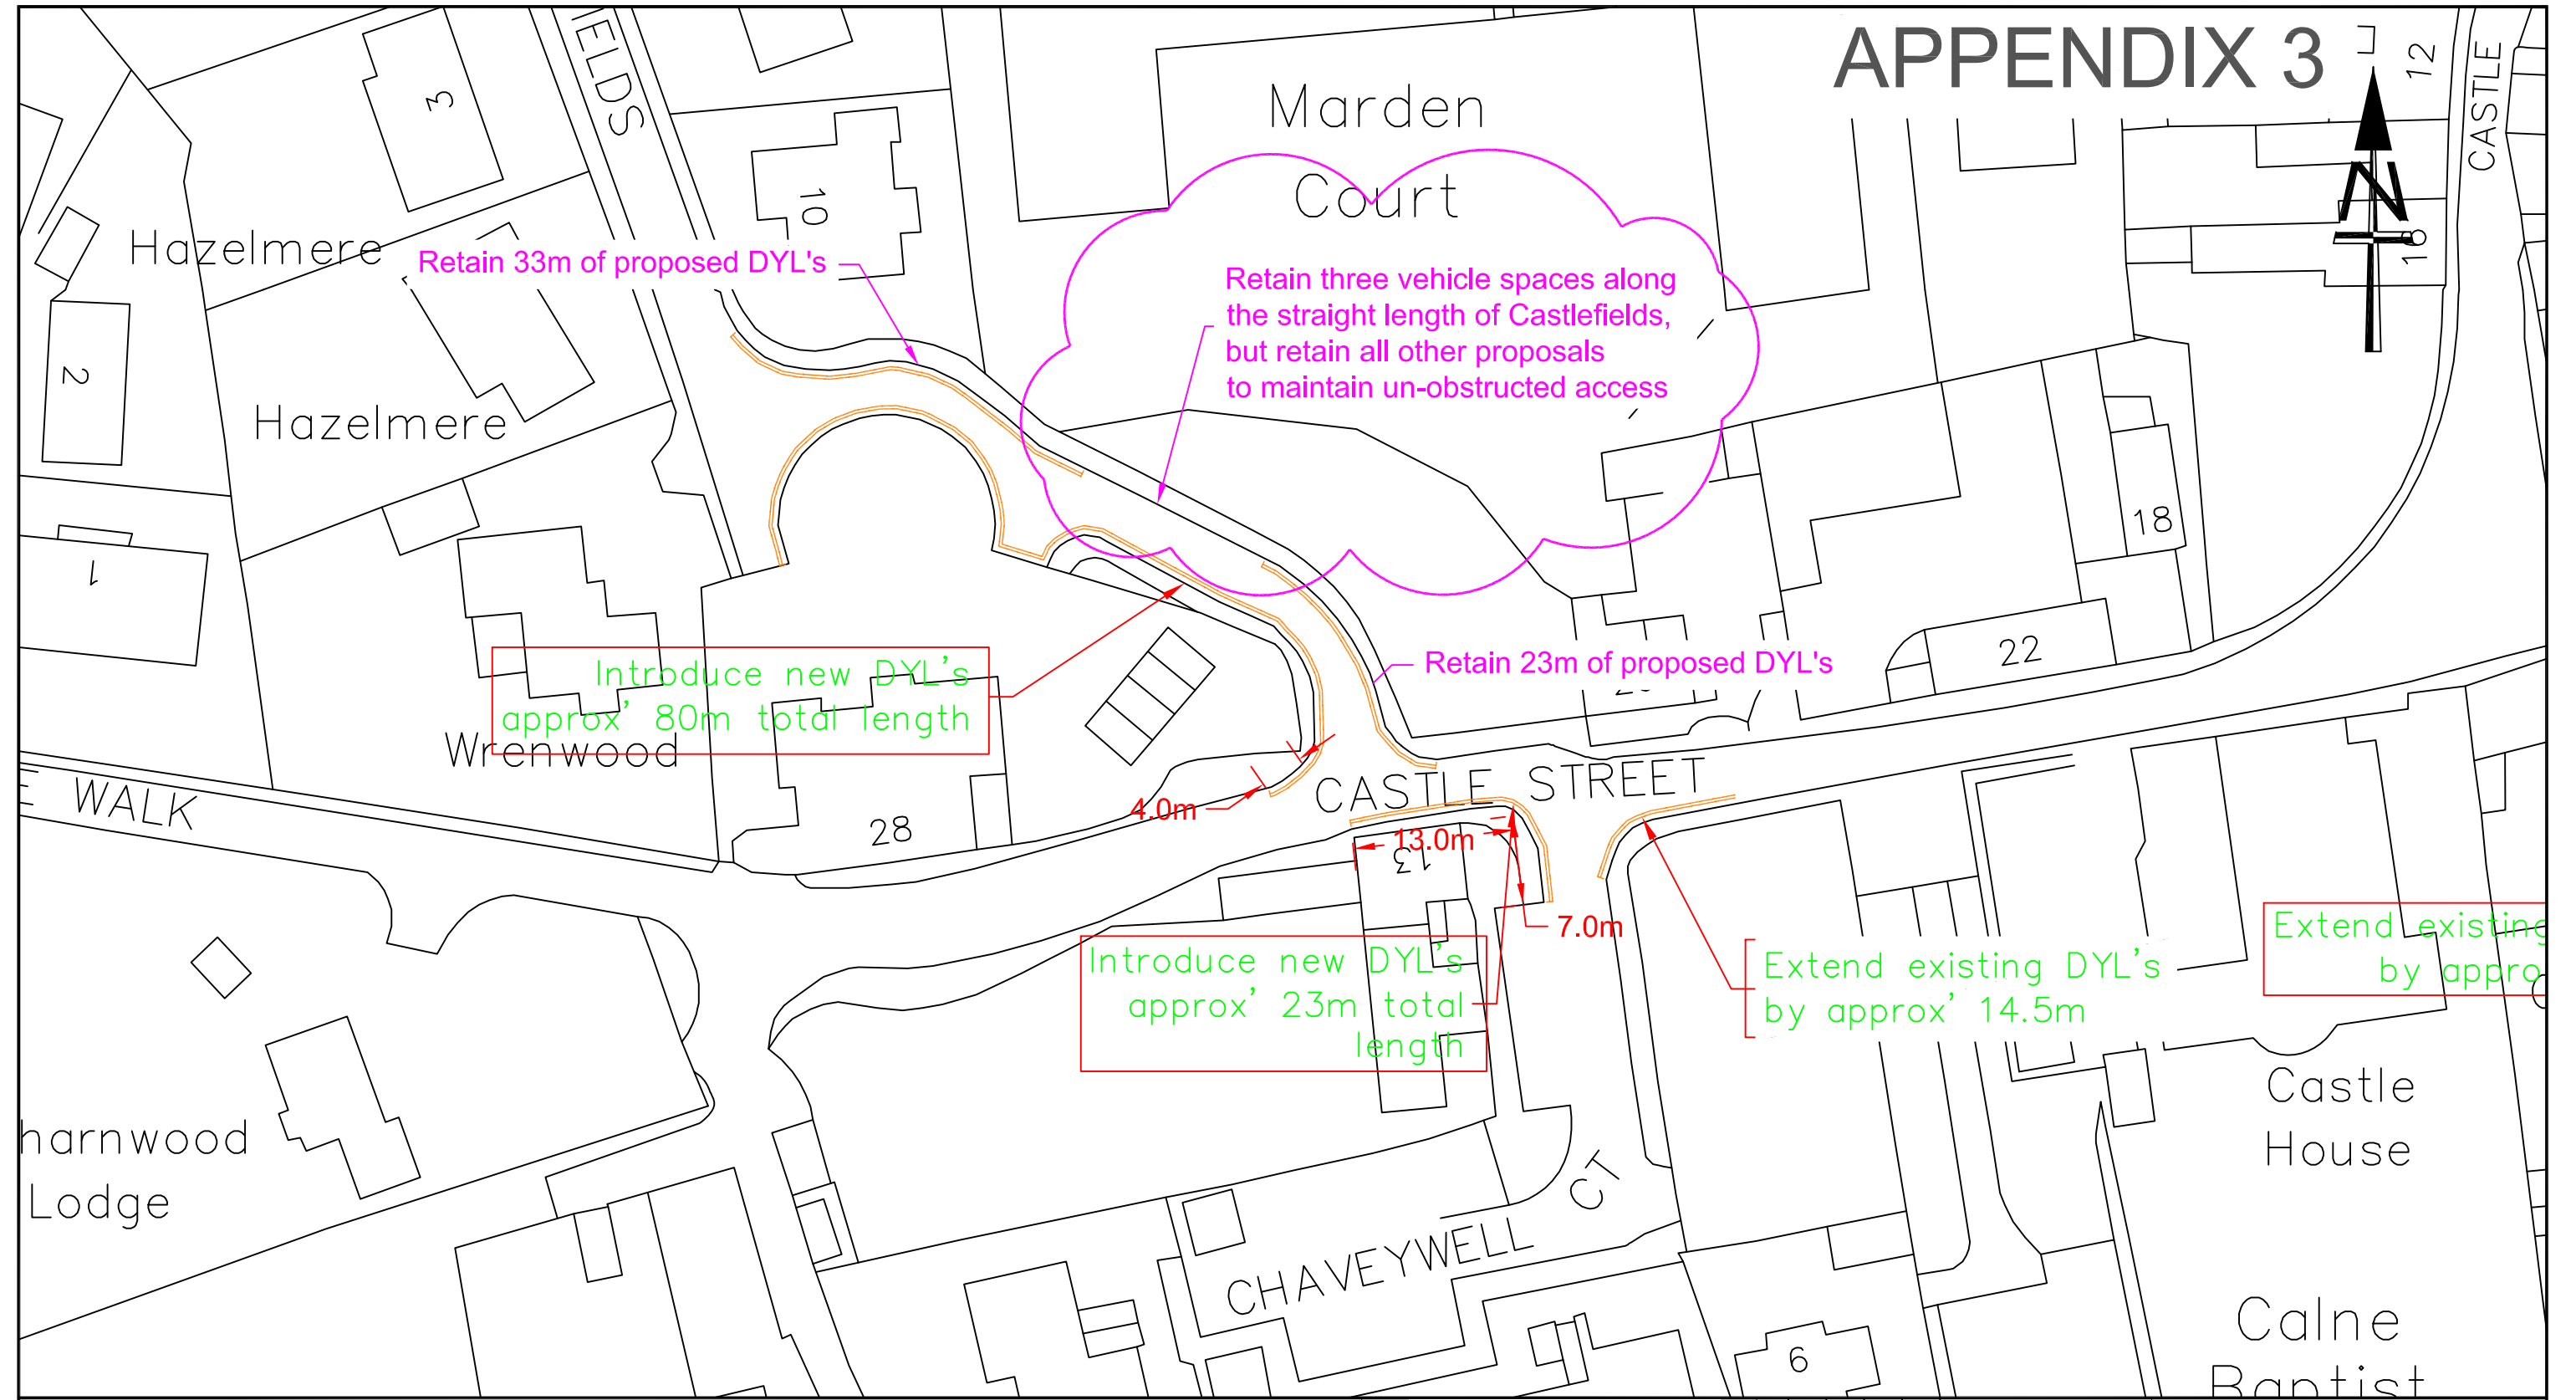 APPENDIX 3
IELDS
3
Marden
Court
12
CASTLE
N
10
Hazelmere
Retain 33m of proposed DYL's
Retain three vehicle spaces along
the straight length of Castlefields,
but retain all other proposals
to maintain un-obstructed access
2
Hazelmere
18
1
22
Introduce new DYL's
approx' 80m total length
Retain 23m of proposed DYL's
Wrenwood
CASTLE STREET
WALK
28
4.0m
13.0m
13
7.0m
Introduce new DYL's
approx' 23m total
length
Extend existing DYL's
by approx' 14.5m
Extend existing
by appro
harnwood
Lodge
Castle
House
CHAVEYWELL CT
6
Calne
Baptist